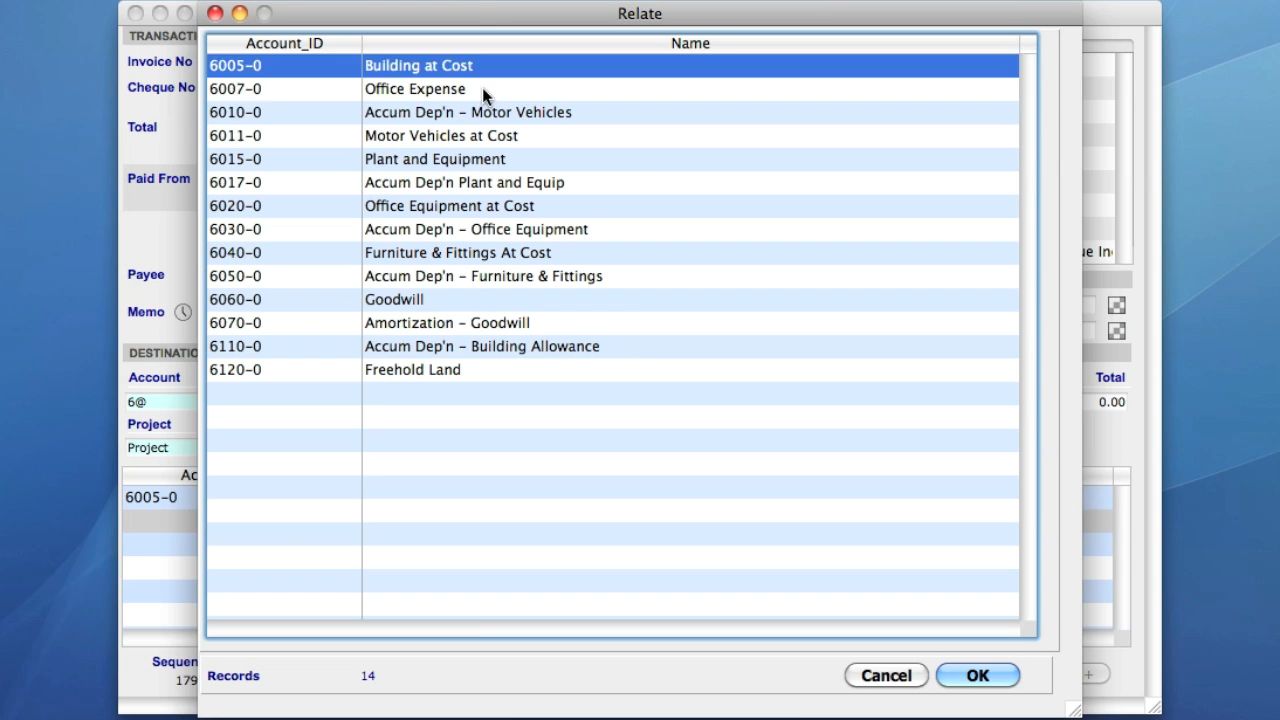 Relate
TRANSACTI
Invoice No
Cheque No
Total
Paid From
Payee
Memo
DESTINATIO
Account
6@
Project
Project
Ac
6005-0
Sequen
179
Account_ID Name
6005-0 Building at Cost
6007-0 Office Expense
6010-0 Accum Dep'n - Motor Vehicles
6011-0 Motor Vehicles at Cost
6015-0 Plant and Equipment
6017-0 Accum Dep'n Plant and Equip
6020-0 Office Equipment at Cost
6030-0 Accum Dep'n - Office Equipment
6040-0 Furniture & Fittings At Cost
6050-0 Accum Dep'n - Furniture & Fittings
6060-0 Goodwill
6070-0 Amortization - Goodwill
6110-0 Accum Dep'n - Building Allowance
6120-0 Freehold Land
Records 14
Cancel OK
ue In
Total
0.00
+